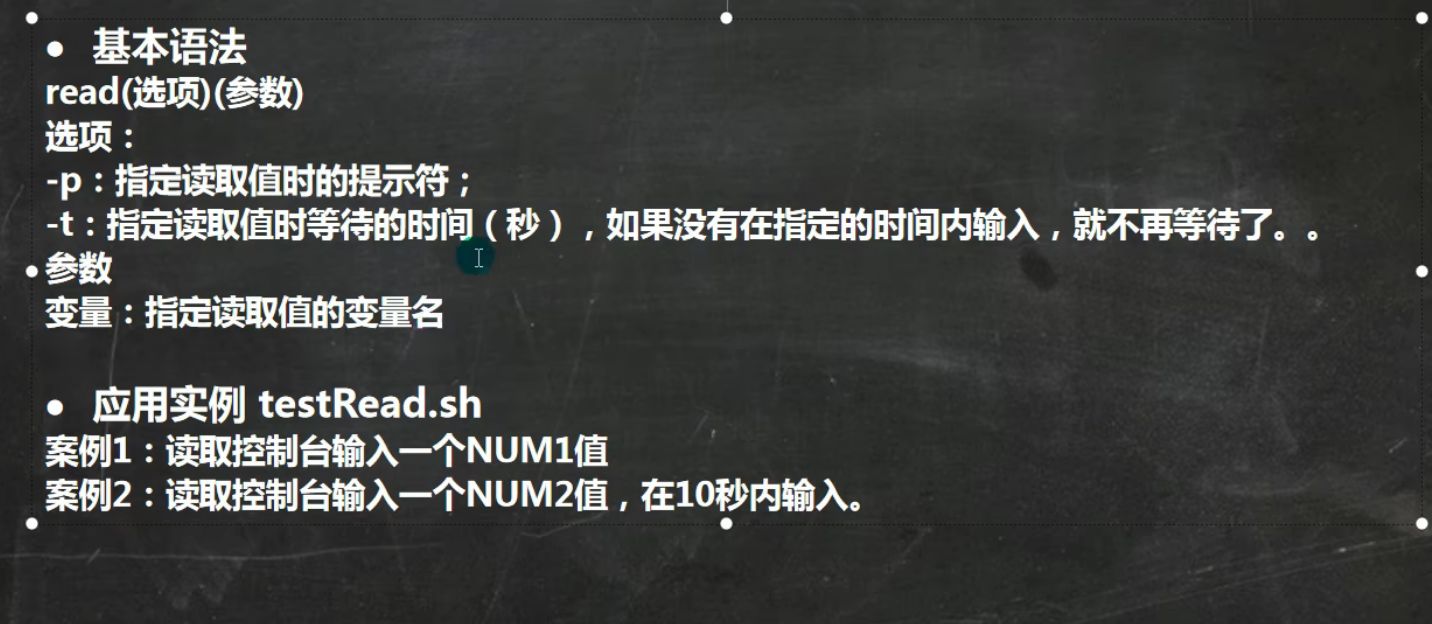 ● 基本语法
read(选项)(参数)
选项：
-p：指定读取值时的提示符；
-t：指定读取值时等待的时间（秒），如果没有在指定的时间内输入，就不再等待了。。
参数
变量：指定读取值的变量名
● 应用实例 testRead.sh
案例1：读取控制台输入一个NUM1值
案例2：读取控制台输入一个NUM2值，在10秒内输入。